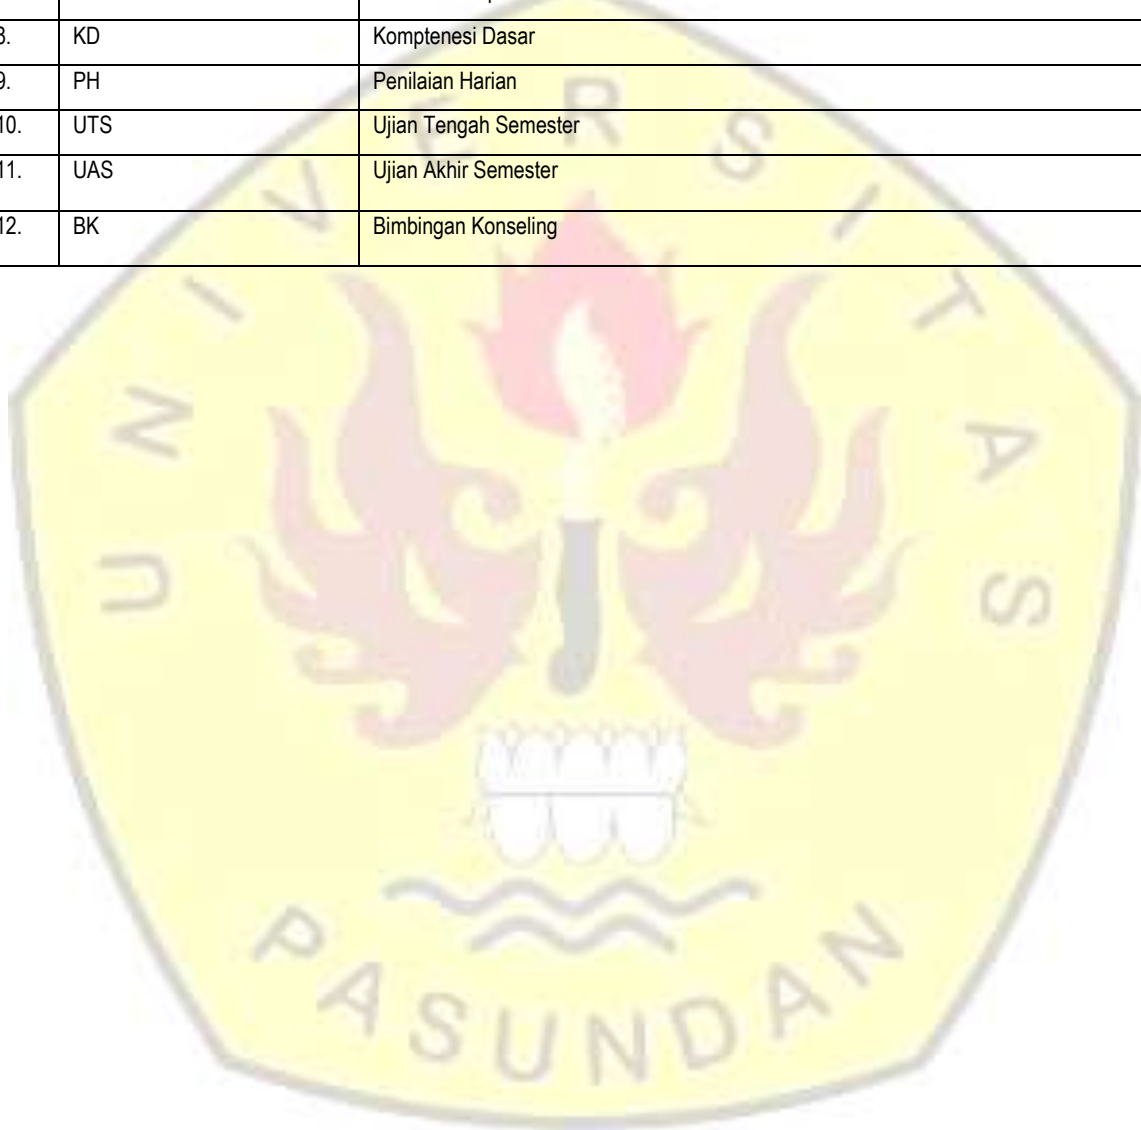 8. KD Komptenesi Dasar
9. PH Penilaian Harian
10. UTS Ujian Tengah Semester
11. UAS Ujian Akhir Semester
12. BK Bimbingan Konseling
UNIVERSITAS
PASUNDAN